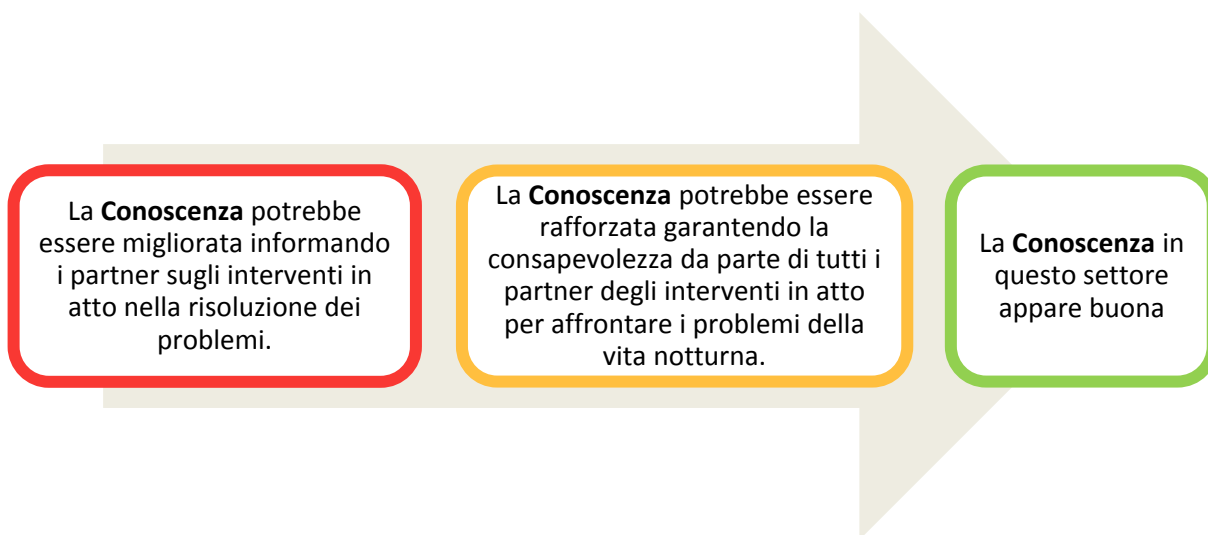 La Conoscenza potrebbe
essere migliorata informando
i partner sugli interventi in
atto nella risoluzione dei
problemi.
La Conoscenza potrebbe essere
rafforzata garantendo la
consapevolezza da parte di tutti i
partner degli interventi in atto
per affrontare i problemi della
vita notturna.
La Conoscenza in
questo settore
appare buona